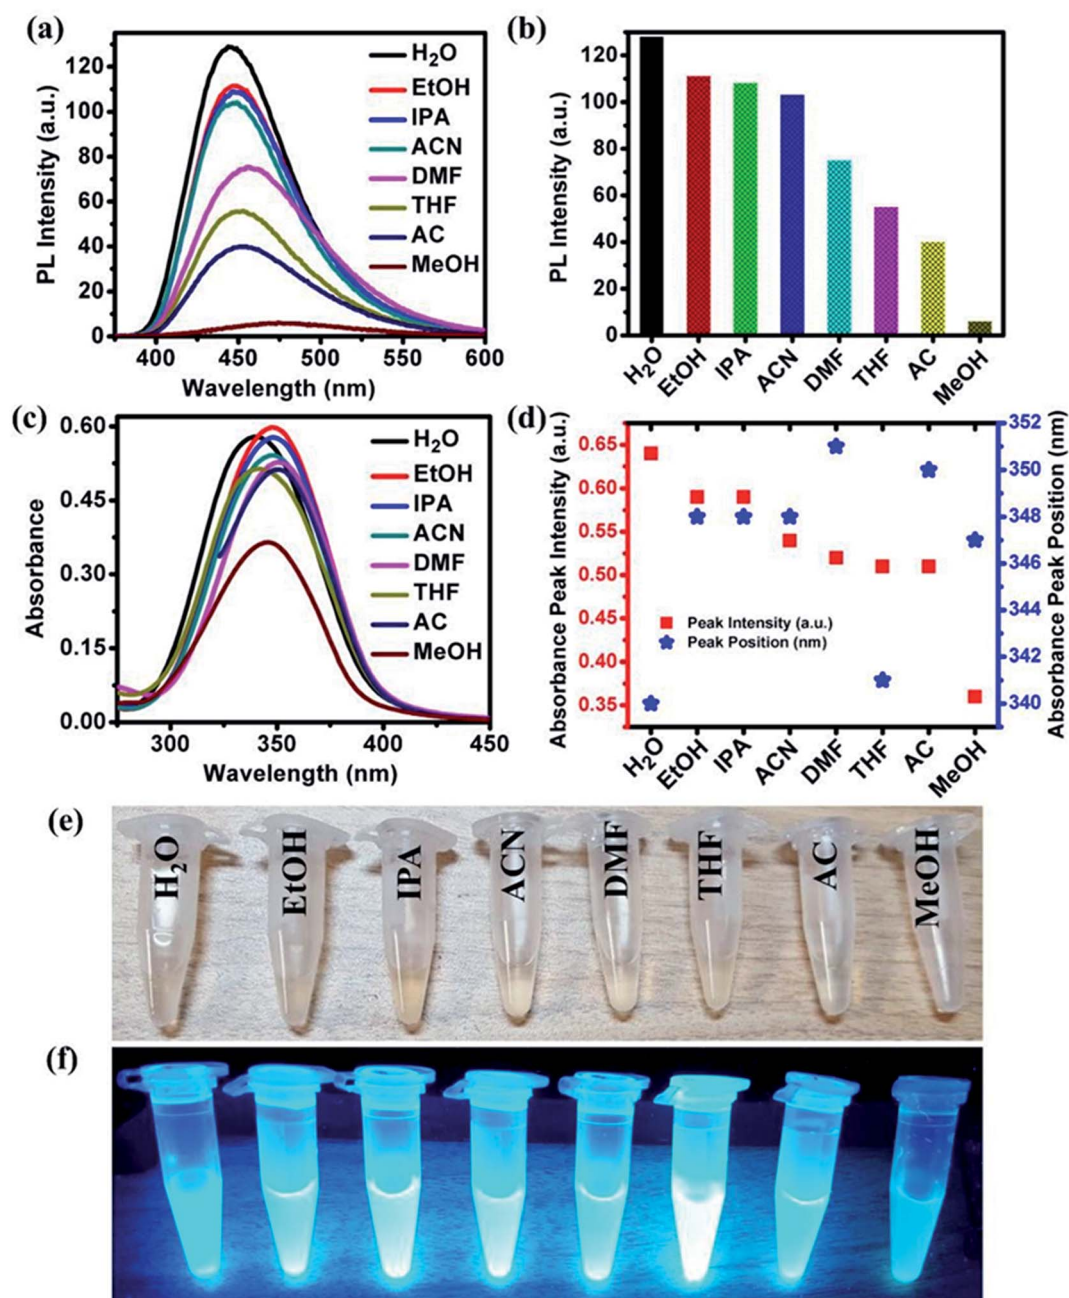 (a)
PL Intensity (a.u.)
120
100
80
60
40
20
0
400
450
500
550
600
Wavelength (nm)
H₂O
EtOH
IPA
ACN
DMF
THF
AC
MeOH
(b)
PL Intensity (a.u.)
120
100
80
60
40
20
0
H₂O
EtOH
IPA
ACN
DMF
THF
AC
MeOH
(c)
Absorbance
0.60
0.45
0.30
0.15
0.00
300
350
400
450
Wavelength (nm)
H₂O
EtOH
IPA
ACN
DMF
THF
AC
MeOH
(d)
Absorbance Peak Intensity (a.u.)
0.65
0.60
0.55
0.50
0.45
0.40
0.35
Peak Intensity (a.u.)
Peak Position (nm)
352
350
348
346
344
342
340
Absorbance Peak Position (nm)
H₂O
EtOH
IPA
ACN
DMF
THF
AC
MeOH
(e)
H₂O
EtOH
IPA
ACN
DMF
THF
AC
MeOH
(f)